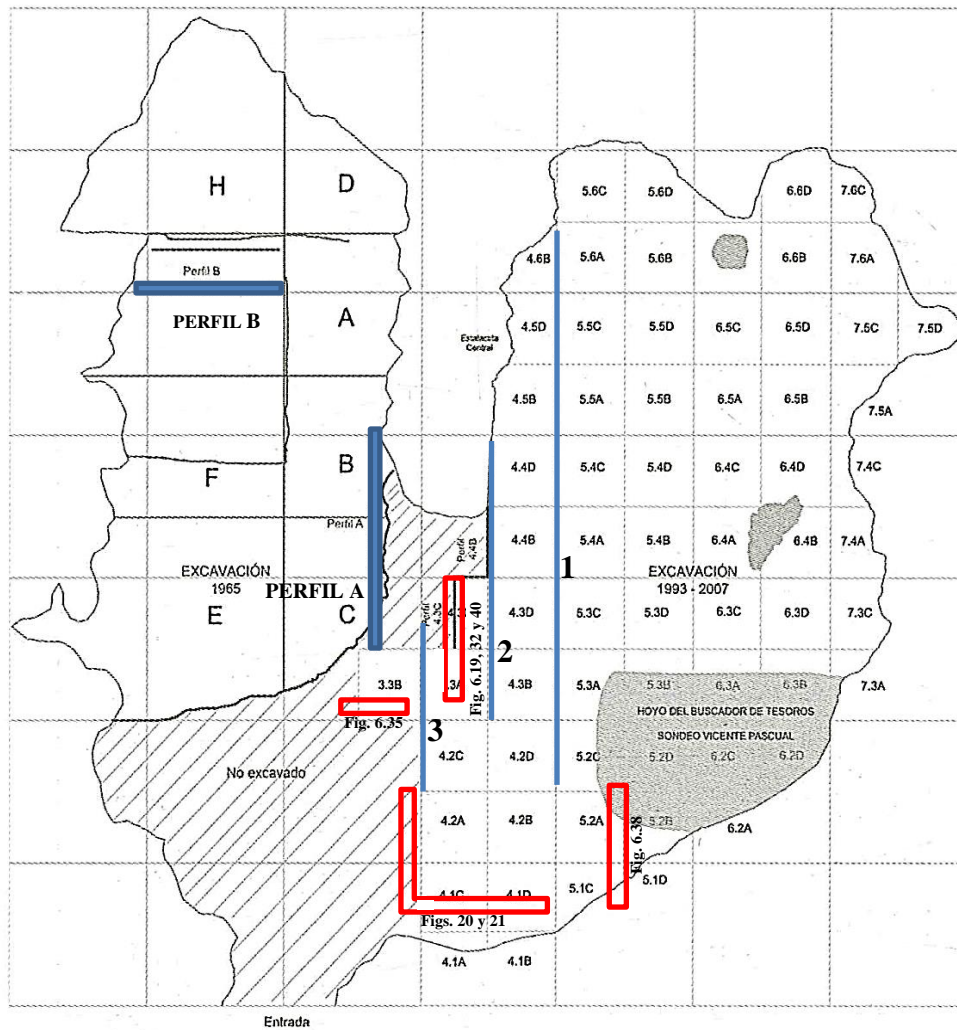 H D 5.6C 5.6D 6.6D 7.6C
4.6B 5.6A 5.6B 6.6B 7.6A
Perfil B
PERFIL B
A 4.5D 5.5C 5.5D 6.5C 6.5D 7.5C 7.5D
Estalactita
Central
4.5B 5.5A 5.5B 6.5A 6.5B 7.5A
F B 4.4D 5.4C 5.4D 6.4C 6.4D 7.4C
Perfil A
Perfil
4.4B
4.4B 5.4A 5.4B 6.4A 6.4B 7.4A
1
EXCAVACIÓN
1965
EXCAVACIÓN
1993 - 2007
PERFIL A
E C
Perfil
4.3C
4.3D 5.3C 5.3D 6.3C 6.3D 7.3C
Fig. 6.19, 32 y 40
2
3.3B 4.3B 5.3A 5.3B 6.3A 6.3B 7.3A
Fig. 6.35
3
HOYO DEL BUSCADOR DE TESOROS
-
SONDEO VICENTE PASCUAL
No excavado
4.2C 4.2D 5.2C 5.2D 6.2C 6.2D
4.2A 4.2B 5.2A 5.2B 6.2A
Fig. 6.38
4.1C 4.1D 5.1C 5.1D
Figs. 20 y 21
4.1A 4.1B
Entrada